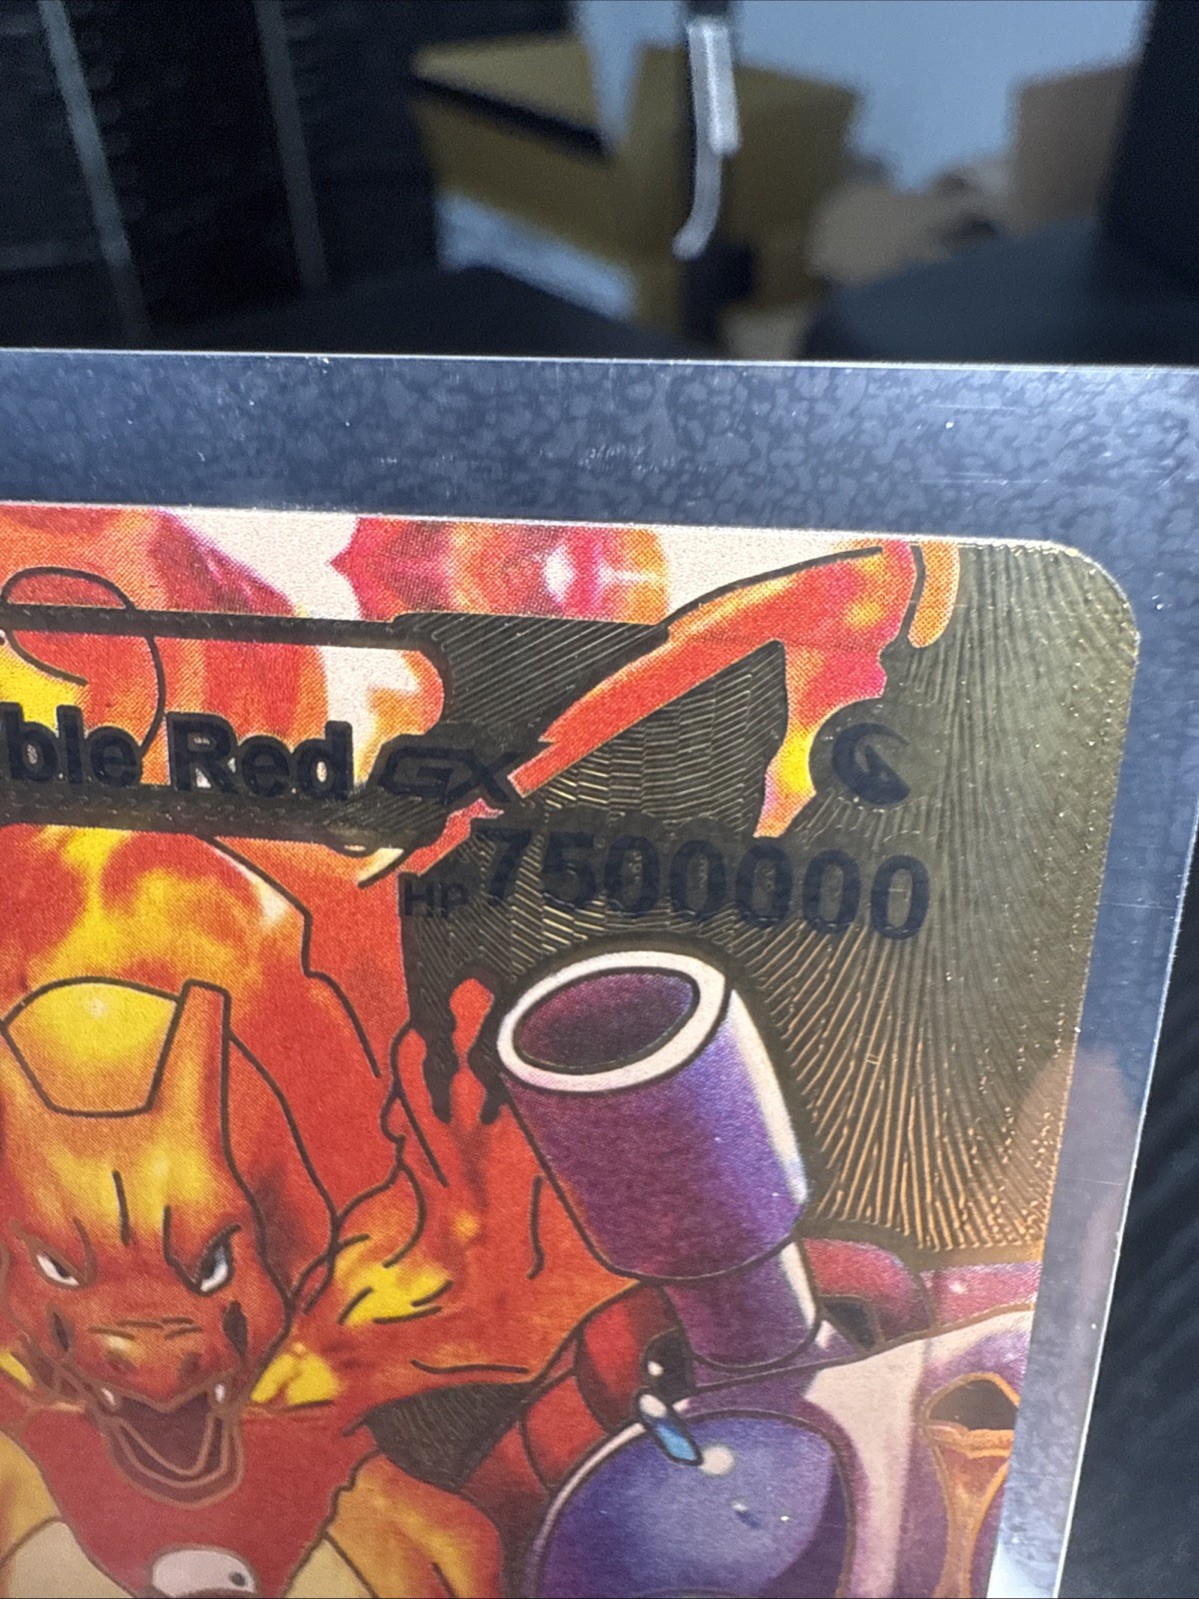 ble Red GX
HP 7500000